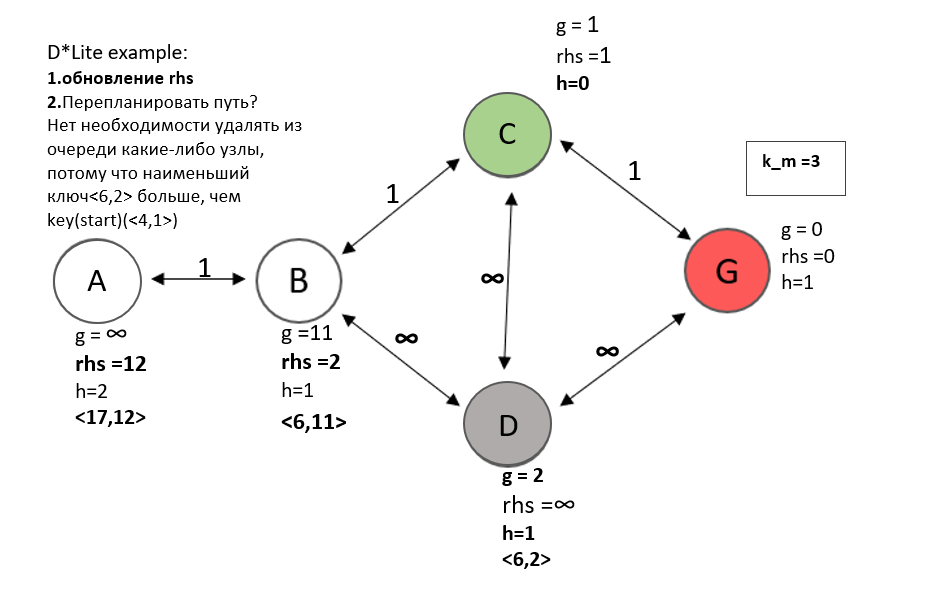 D*Lite example:
1.обновление rhs
2.Перепланировать путь?
Нет необходимости удалять из
очереди какие-либо узлы,
потому что наименьший
ключ<6,2> больше, чем
key(start)(<4,1>)
g = 1
rhs =1
h=0
C
k_m =3
1
1
G
g = 0
rhs =0
h=1
A
1
B
∞
g = ∞
rhs =12
h=2
<17,12>
g =11
rhs =2
h=1
<6,11>
∞
∞
D
g = 2
rhs =∞
h=1
<6,2>